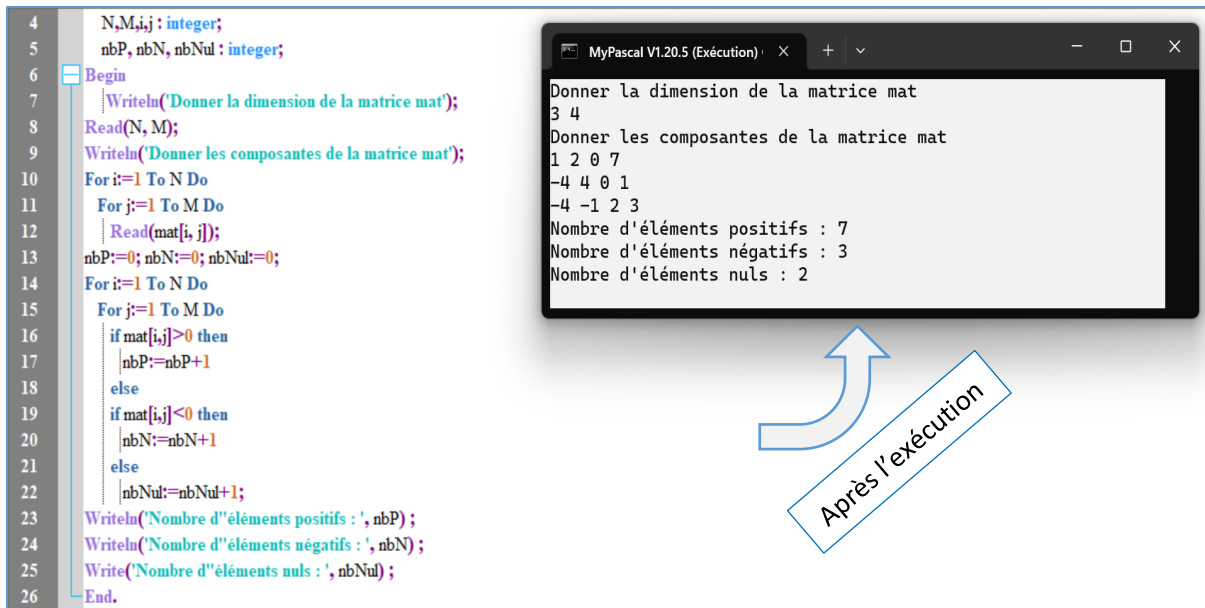 4 N,M,i,j : integer;
5 nbP, nbN, nbNul : integer;
6 Begin
7 Writeln('Donner la dimension de la matrice mat');
8 Read(N, M);
9 Writeln('Donner les composantes de la matrice mat');
10 For i:=1 To N Do
11 For j:=1 To M Do
12 Read(mat[i, j]);
13 nbP:=0; nbN:=0; nbNul:=0;
14 For i:=1 To N Do
15 For j:=1 To M Do
16 if mat[i,j]>0 then
17 nbP:=nbP+1
18 else
19 if mat[i,j]<0 then
20 nbN:=nbN+1
21 else
22 nbNul:=nbNul+1;
23 Writeln('Nombre d''éléments positifs : ', nbP) ;
24 Writeln('Nombre d''éléments négatifs : ', nbN) ;
25 Write('Nombre d''éléments nuls : ', nbNul) ;
26 End.
MyPascal V1.20.5 (Exécution)
Donner la dimension de la matrice mat
3 4
Donner les composantes de la matrice mat
1 2 0 7
-4 4 0 1
-4 -1 2 3
Nombre d'éléments positifs : 7
Nombre d'éléments négatifs : 3
Nombre d'éléments nuls : 2
Après l'exécution